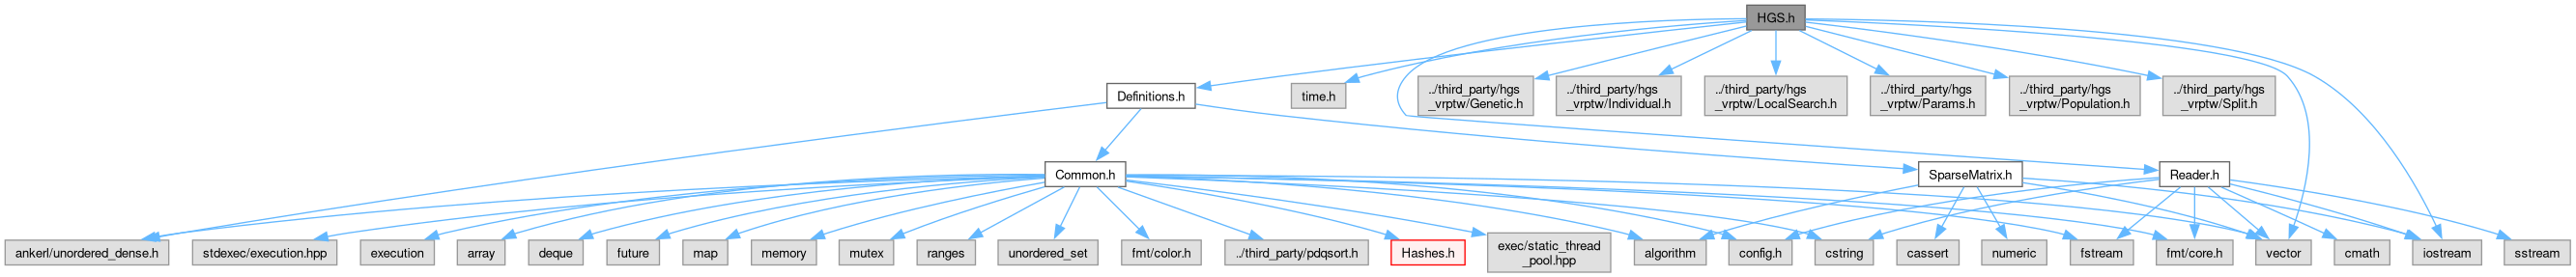 HGS.h
Definitions.h
time.h
../third_party/hgs
_vrptw/Genetic.h
../third_party/hgs
_vrptw/Individual.h
../third_party/hgs
_vrptw/LocalSearch.h
../third_party/hgs
_vrptw/Params.h
../third_party/hgs
_vrptw/Population.h
../third_party/hgs
_vrptw/Split.h
Common.h
SparseMatrix.h
Reader.h
ankerl/unordered_dense.h
stdexec/execution.hpp
execution
array
deque
future
map
memory
mutex
ranges
unordered_set
fmt/color.h
../third_party/pdqsort.h
Hashes.h
exec/static_thread
_pool.hpp
algorithm
config.h
cstring
cassert
numeric
fstream
fmt/core.h
vector
cmath
iostream
sstream